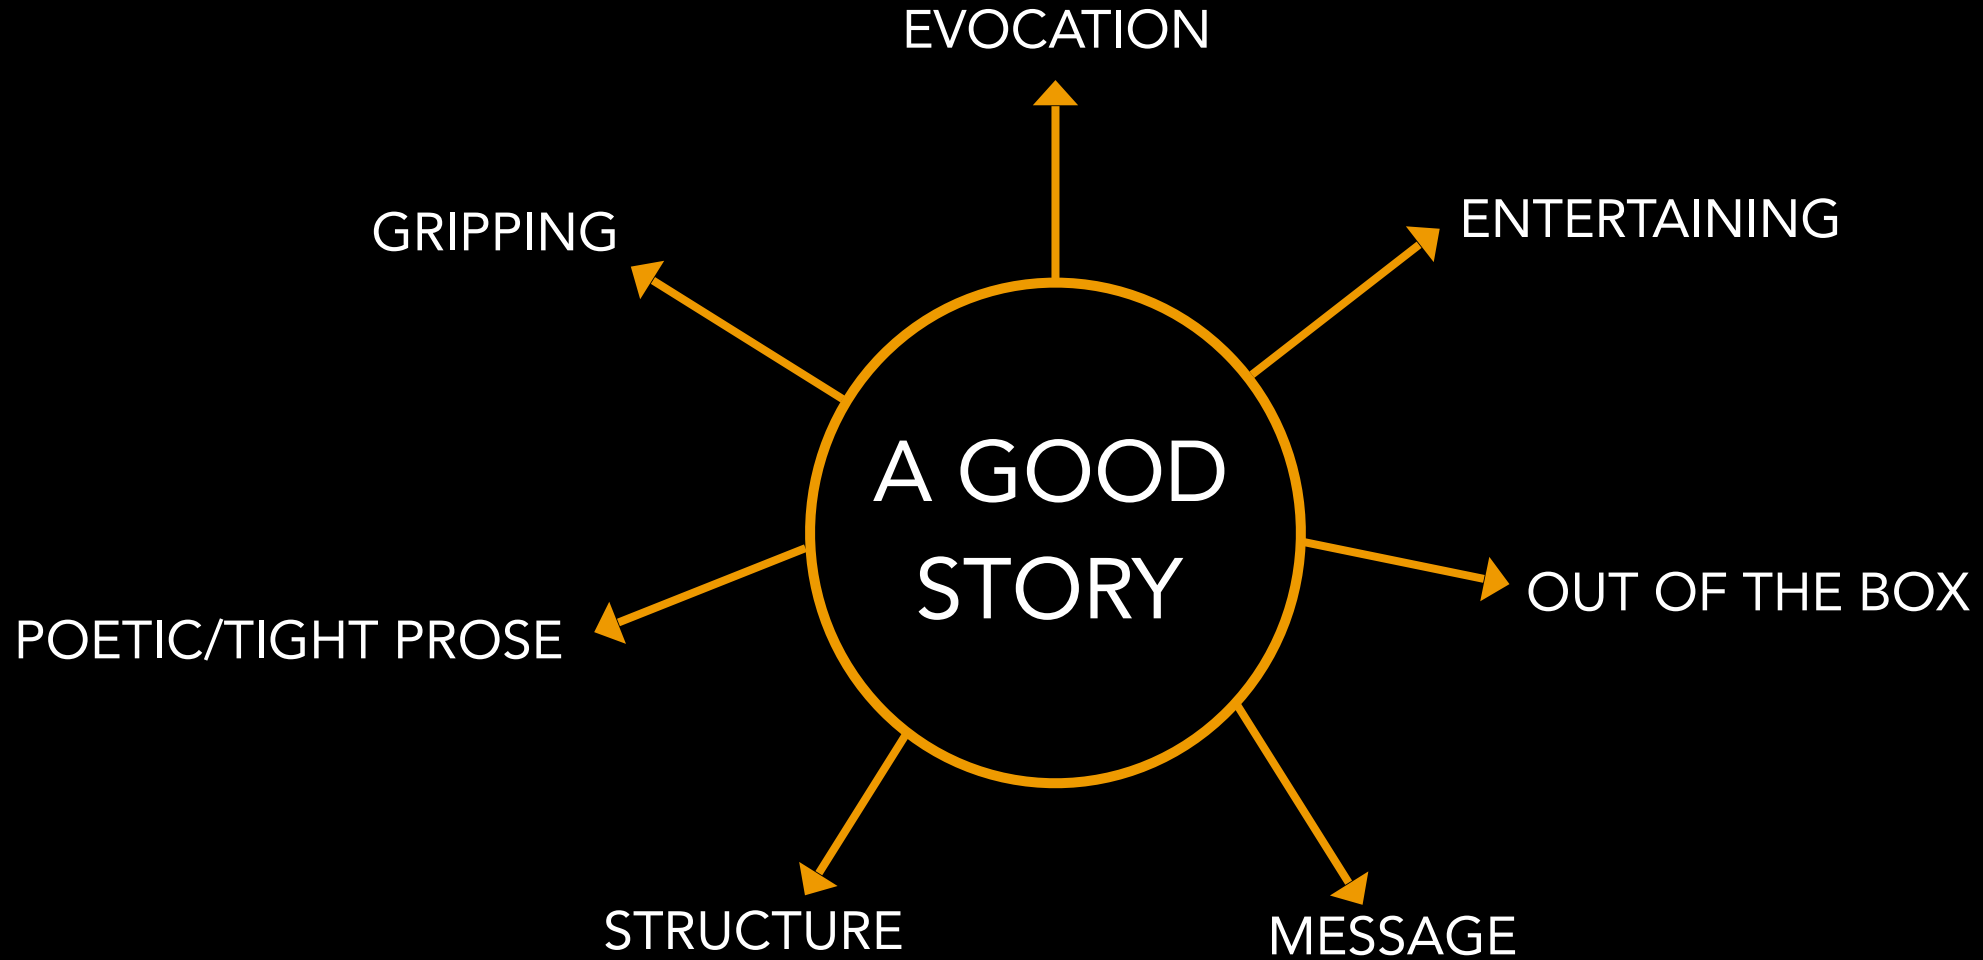 EVOCATION
GRIPPING
ENTERTAINING
A GOOD
STORY
OUT OF THE BOX
POETIC/TIGHT PROSE
STRUCTURE
MESSAGE